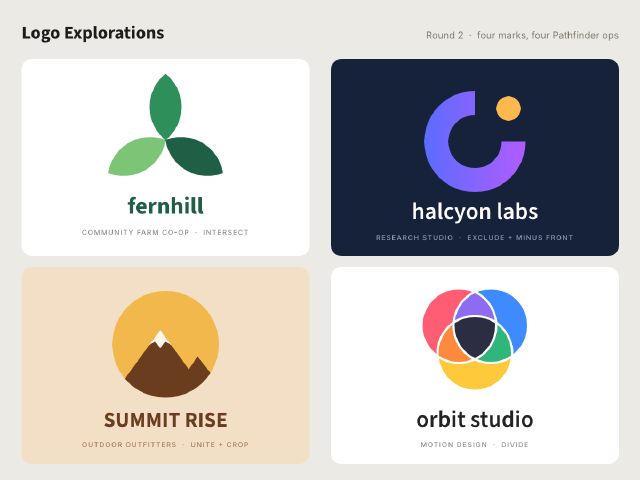 Logo Explorations
Round 2 · four marks, four Pathfinder ops
fernhill
COMMUNITY FARM CO-OP · INTERSECT
halcyon labs
RESEARCH STUDIO · EXCLUDE + MINUS FRONT
SUMMIT RISE
OUTDOOR OUTFITTERS · UNITE + CROP
orbit studio
MOTION DESIGN · DIVIDE